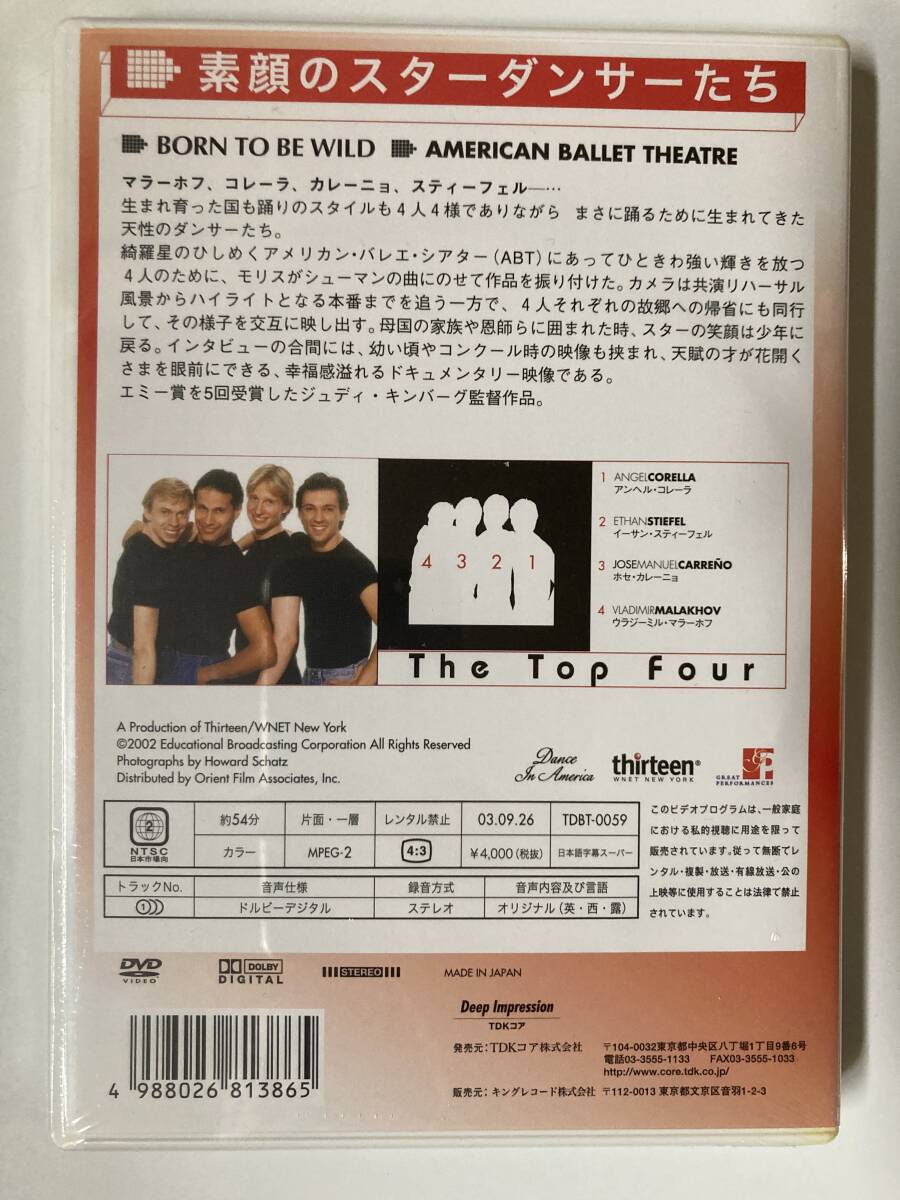 素顔のスターダンサーたち
BORN TO BE WILD AMERICAN BALLET THEATRE
マラーホフ、コレーラ、カレーニョ、スティーフェル―…
生まれ育った国も踊りのスタイルも4人4様でありながら まさに踊るために生まれてきた
天性のダンサーたち。
綺羅星のひしめくアメリカン・バレエ・シアター(ABT)にあってひときわ強い輝きを放つ
4人のために、モリスがシューマンの曲にのせて作品を振り付けた。カメラは共演リハーサル
風景からハイライトとなる本番までを追う一方で、4人それぞれの故郷への帰省にも同行
して、その様子を交互に映し出す。母国の家族や恩師らに囲まれた時、スターの笑顔は少年に
戻る。インタビューの合間には、幼い頃やコンクール時の映像も挟まれ、天賦の才が花開く
さまを眼前にできる、幸福感溢れるドキュメンタリー映像である。
エミー賞を5回受賞したジュディ・キンバーグ監督作品。
4 3 2 1
1 ANGELCORELLA
アンヘル・コレーラ
2 ETHANSTIEFEL
イーサン・スティーフェル
3 JOSEMANUELCARREÑO
ホセ・カレーニョ
4 VLADIMIRMALAKHOV
ウラジーミル・マラーホフ
The Top Four
A Production of Thirteen/WNET New York
©2002 Educational Broadcasting Corporation All Rights Reserved
Photographs by Howard Schatz
Distributed by Orient Film Associates, Inc.
Dance
In America
thirteen®
WNET NEW YORK
GP
GREAT
PERFORMANCES
2
NTSC
日本市場向
約54分 片面・一層 レンタル禁止 03.09.26 TDBT-0059
カラー MPEG-2 4:3 ¥4,000(税抜) 日本語字幕スーパー
トラックNo. 音声仕様 録音方式 音声内容及び言語
1 ドルビーデジタル ステレオ オリジナル(英・西・露)
このビデオプログラムは、一般家庭
における私的視聴に用途を限って
販売されています。従って無断でレ
ンタル・複製・放送・有線放送・公の
上映等に使用することは法律で禁止
されています。
DVD
VIDEO
DOLBY
DIGITAL
STEREO
MADE IN JAPAN
Deep Impression
TDKコア
発売元:TDKコア株式会社 〒104-0032東京都中央区八丁堀1丁目9番6号
電話03-3555-1133 FAX03-3555-1033
http://www.core.tdk.co.jp/
販売元:キングレコード株式会社 〒112-0013 東京都文京区音羽1-2-3
4 988026 813865